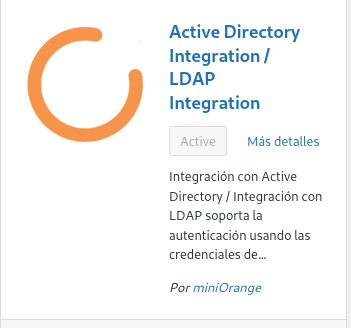 Active Directory
Integration /
LDAP
Integration
Active
Más detalles
Integración con Active
Directory / Integración con
LDAP soporta la
autenticación usando las
credenciales de...
Por miniOrange